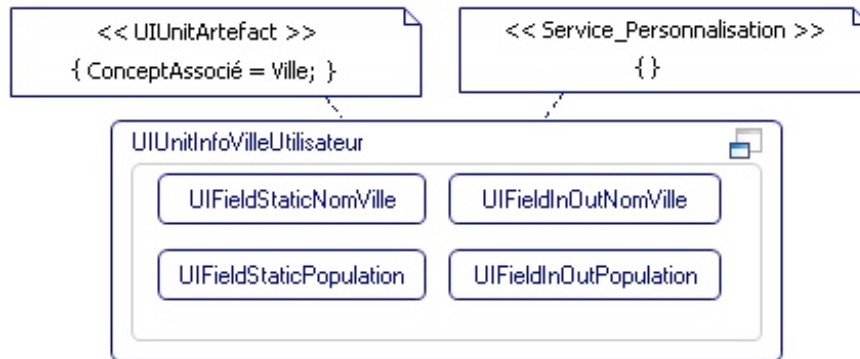 << UIUnitArtefact >>
{ ConceptAssocié = Ville; }
<< Service_Personnalisation >>
{ }
UIUnitInfoVilleUtilisateur
UIFieldStaticNomVille
UIFieldInOutNomVille
UIFieldStaticPopulation
UIFieldInOutPopulation